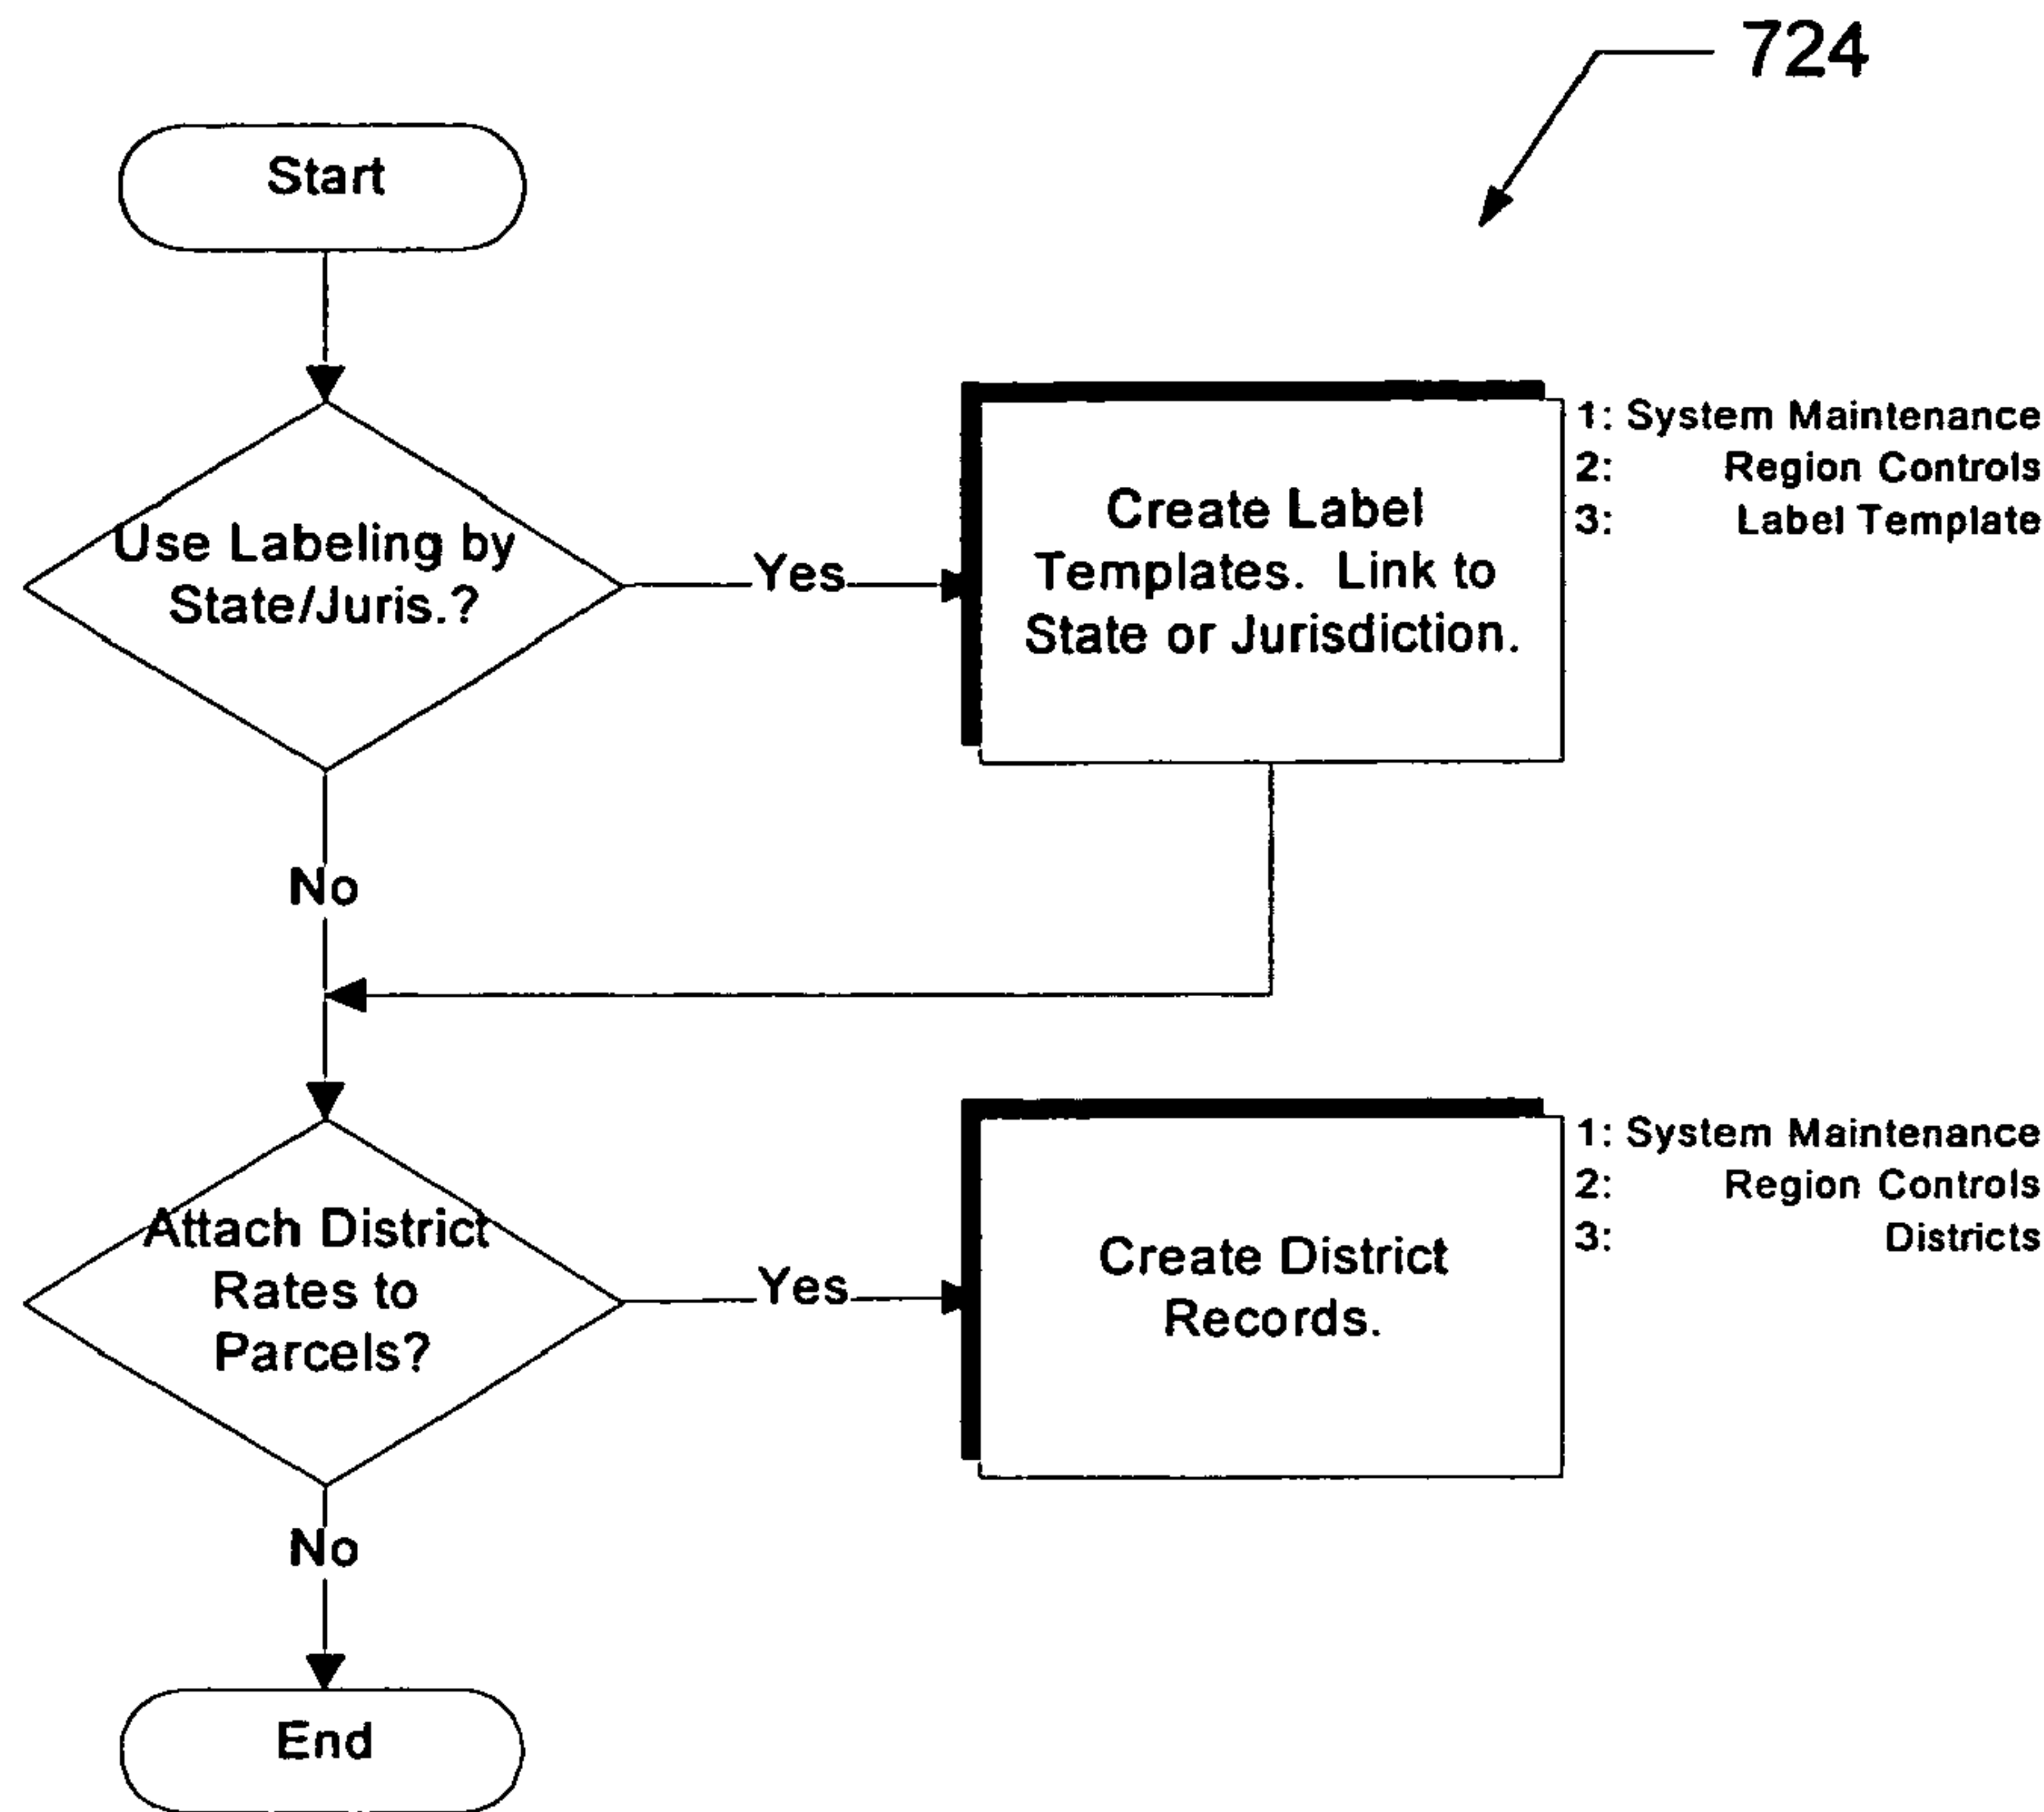 724
Start
Use Labeling by
State/Juris.?
Yes
Create Label
Templates. Link to
State or Jurisdiction.
1: System Maintenance
2: Region Controls
3: Label Template
No
Attach District
Rates to
Parcels?
Yes
Create District
Records.
1: System Maintenance
2: Region Controls
3: Districts
No
End